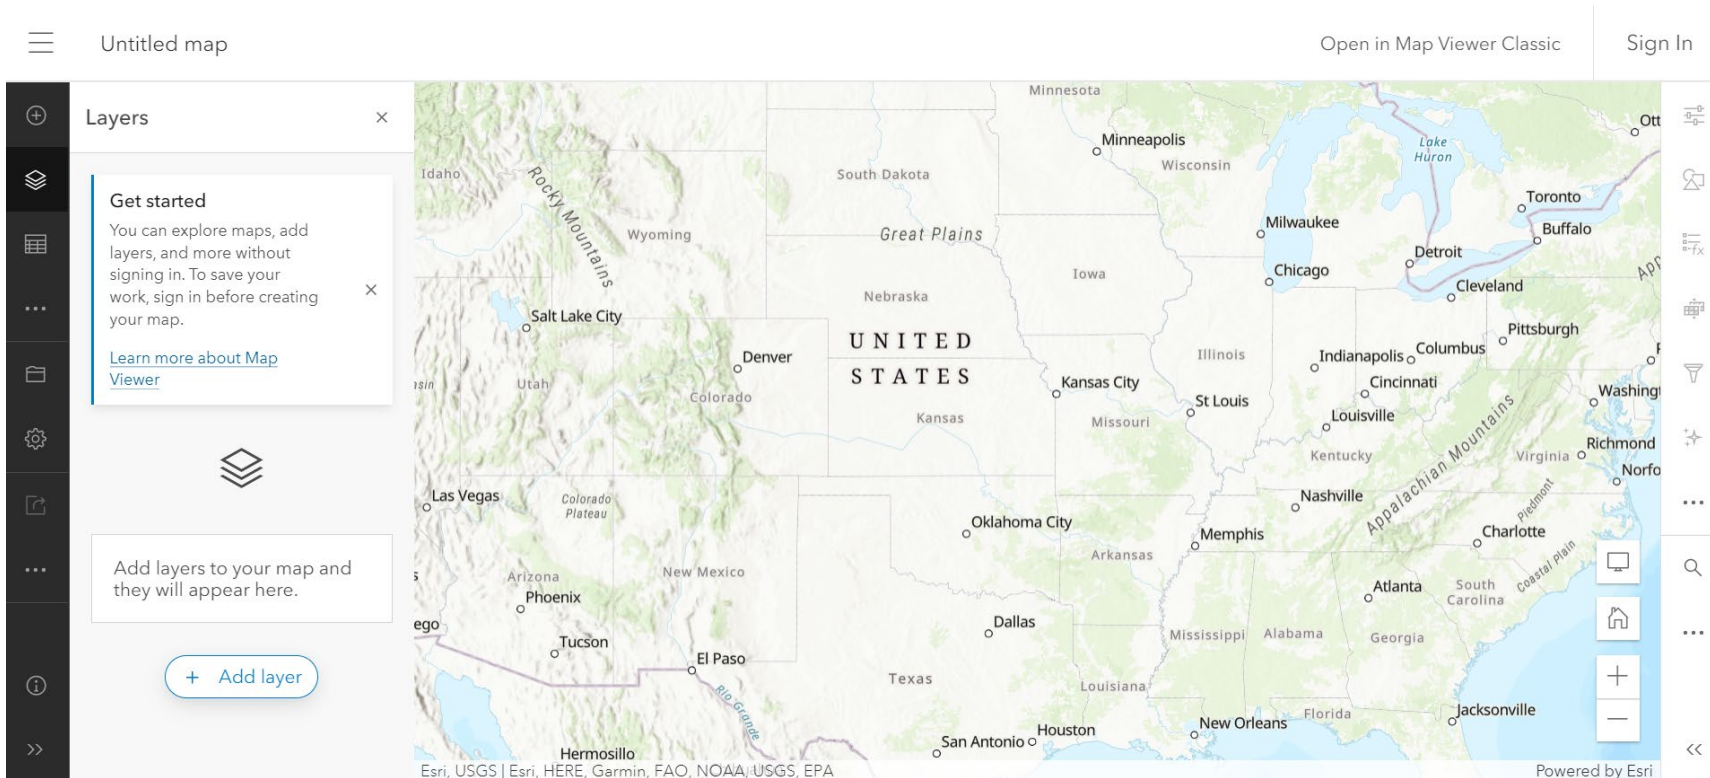 Untitled map
Open in Map Viewer Classic
Sign In
Layers
Get started
You can explore maps, add
layers, and more without
signing in. To save your
work, sign in before creating
your map.
Learn more about Map
Viewer
Add layers to your map and
they will appear here.
+ Add layer
Minnesota
Minneapolis
Wisconsin
Lake
Huron
Ott
Idaho
Rocky Mountains
South Dakota
Toronto
Wyoming
Great Plains
Milwaukee
Buffalo
Detroit
Iowa
Chicago
App
Cleveland
Nebraska
Salt Lake City
Pittsburgh
UNITED
STATES
Denver
Illinois
Indianapolis
Columbus
asin
Utah
Colorado
Kansas City
Cincinnati
Washing
Kansas
Missouri
St Louis
Louisville
Richmond
Kentucky
Appalachian Mountains
Virginia
Norfo
Las Vegas
Colorado
Plateau
Nashville
Piedmont
Oklahoma City
Memphis
Charlotte
Arkansas
Coastal Plain
Arizona
New Mexico
Phoenix
Atlanta
South
Carolina
ego
Dallas
Tucson
Mississippi
Alabama
Georgia
El Paso
Texas
Louisiana
Rio Grande
Florida
Jacksonville
New Orleans
Houston
San Antonio
Hermosillo
Esri, USGS | Esri, HERE, Garmin, FAO, NOAA, USGS, EPA
Powered by Esri